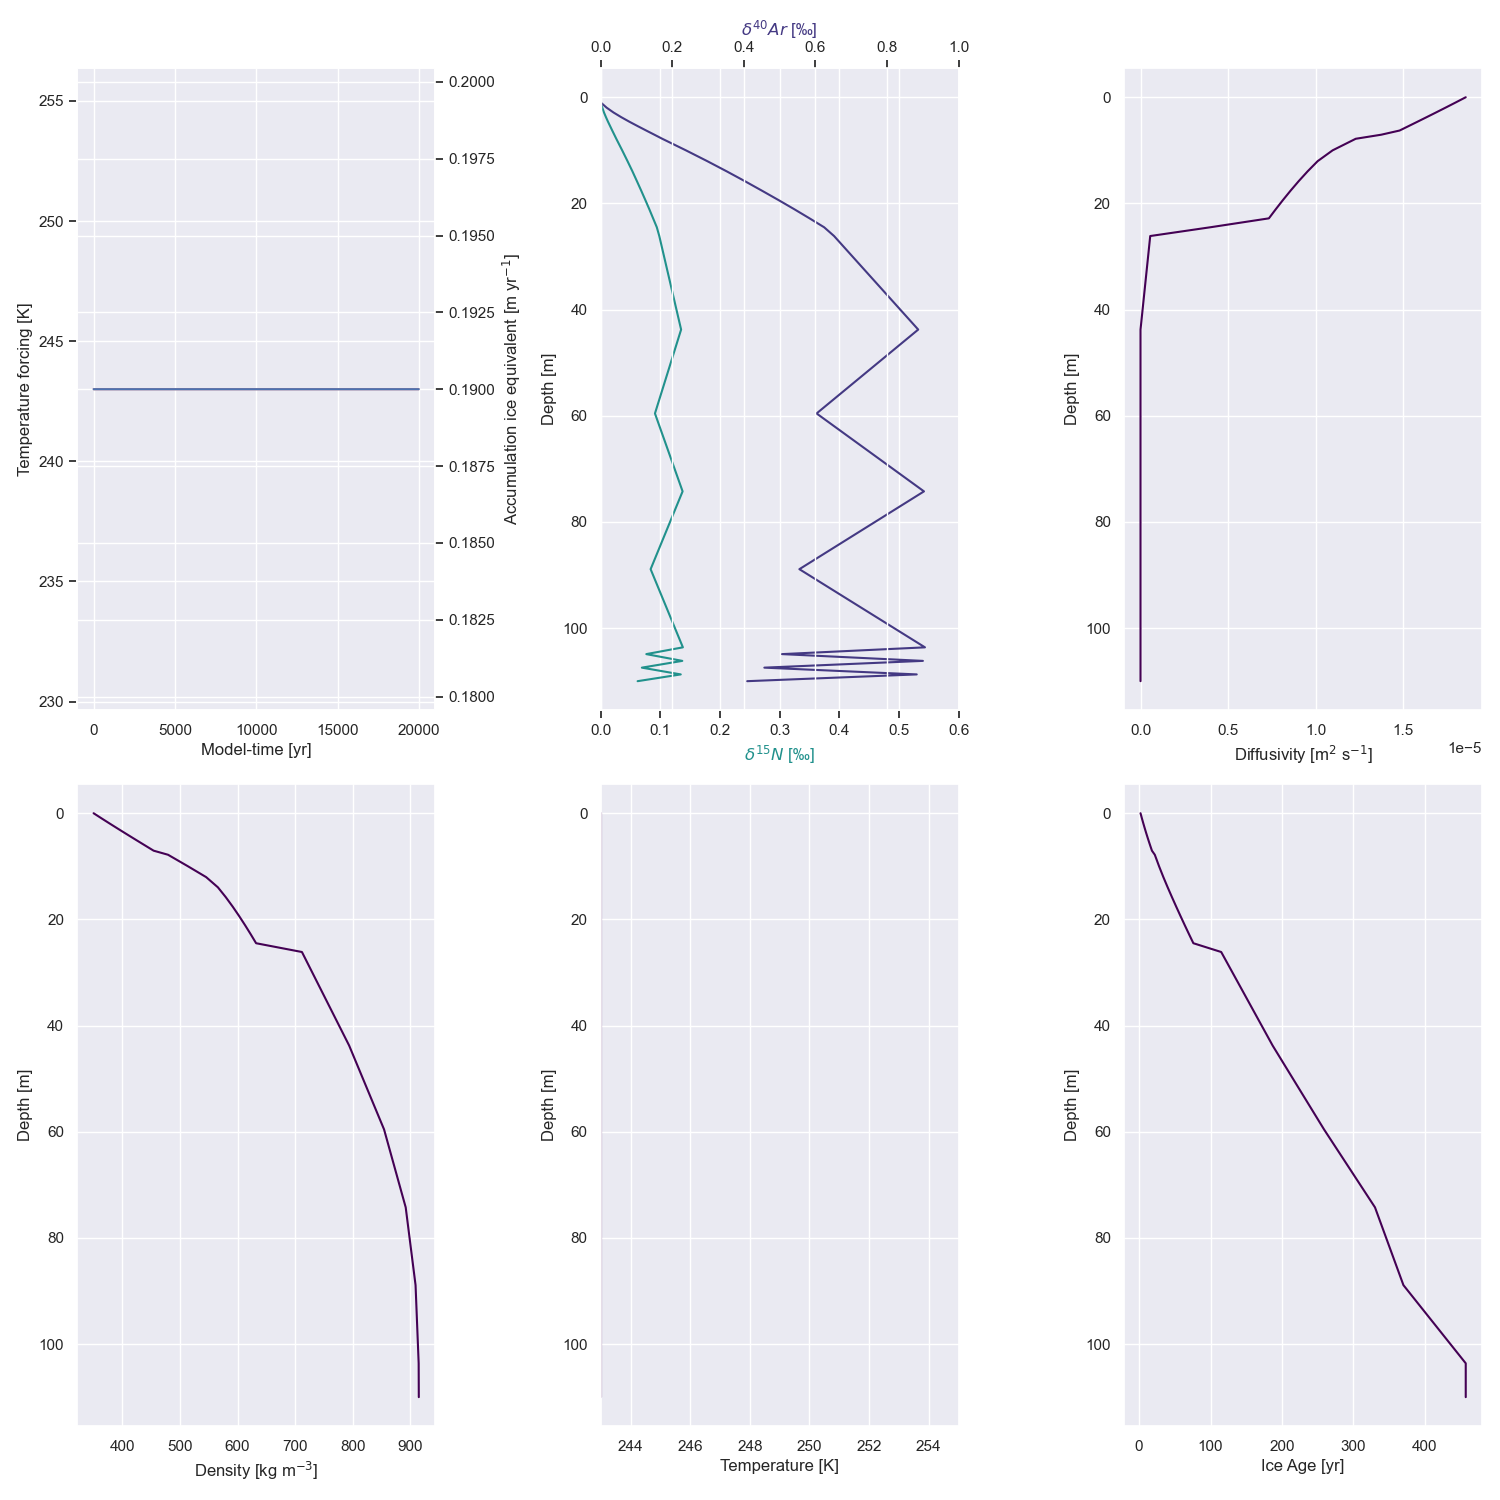 δ⁴⁰Ar [‰]
0.0 0.2 0.4 0.6 0.8 1.0
255
250
245
240
235
230
Temperature forcing [K]
0 5000 10000 15000 20000
Model-time [yr]
0.2000
0.1975
0.1950
0.1925
0.1900
0.1875
0.1850
0.1825
0.1800
Accumulation ice equivalent [m yr⁻¹]
0
20
40
60
80
100
Depth [m]
0.0 0.1 0.2 0.3 0.4 0.5 0.6
δ¹⁵N [‰]
0
20
40
60
80
100
Depth [m]
0.0 0.5 1.0 1.5
1e−5
Diffusivity [m² s⁻¹]
0
20
40
60
80
100
Depth [m]
400 500 600 700 800 900
Density [kg m⁻³]
0
20
40
60
80
100
Depth [m]
244 246 248 250 252 254
Temperature [K]
0
20
40
60
80
100
Depth [m]
0 100 200 300 400
Ice Age [yr]